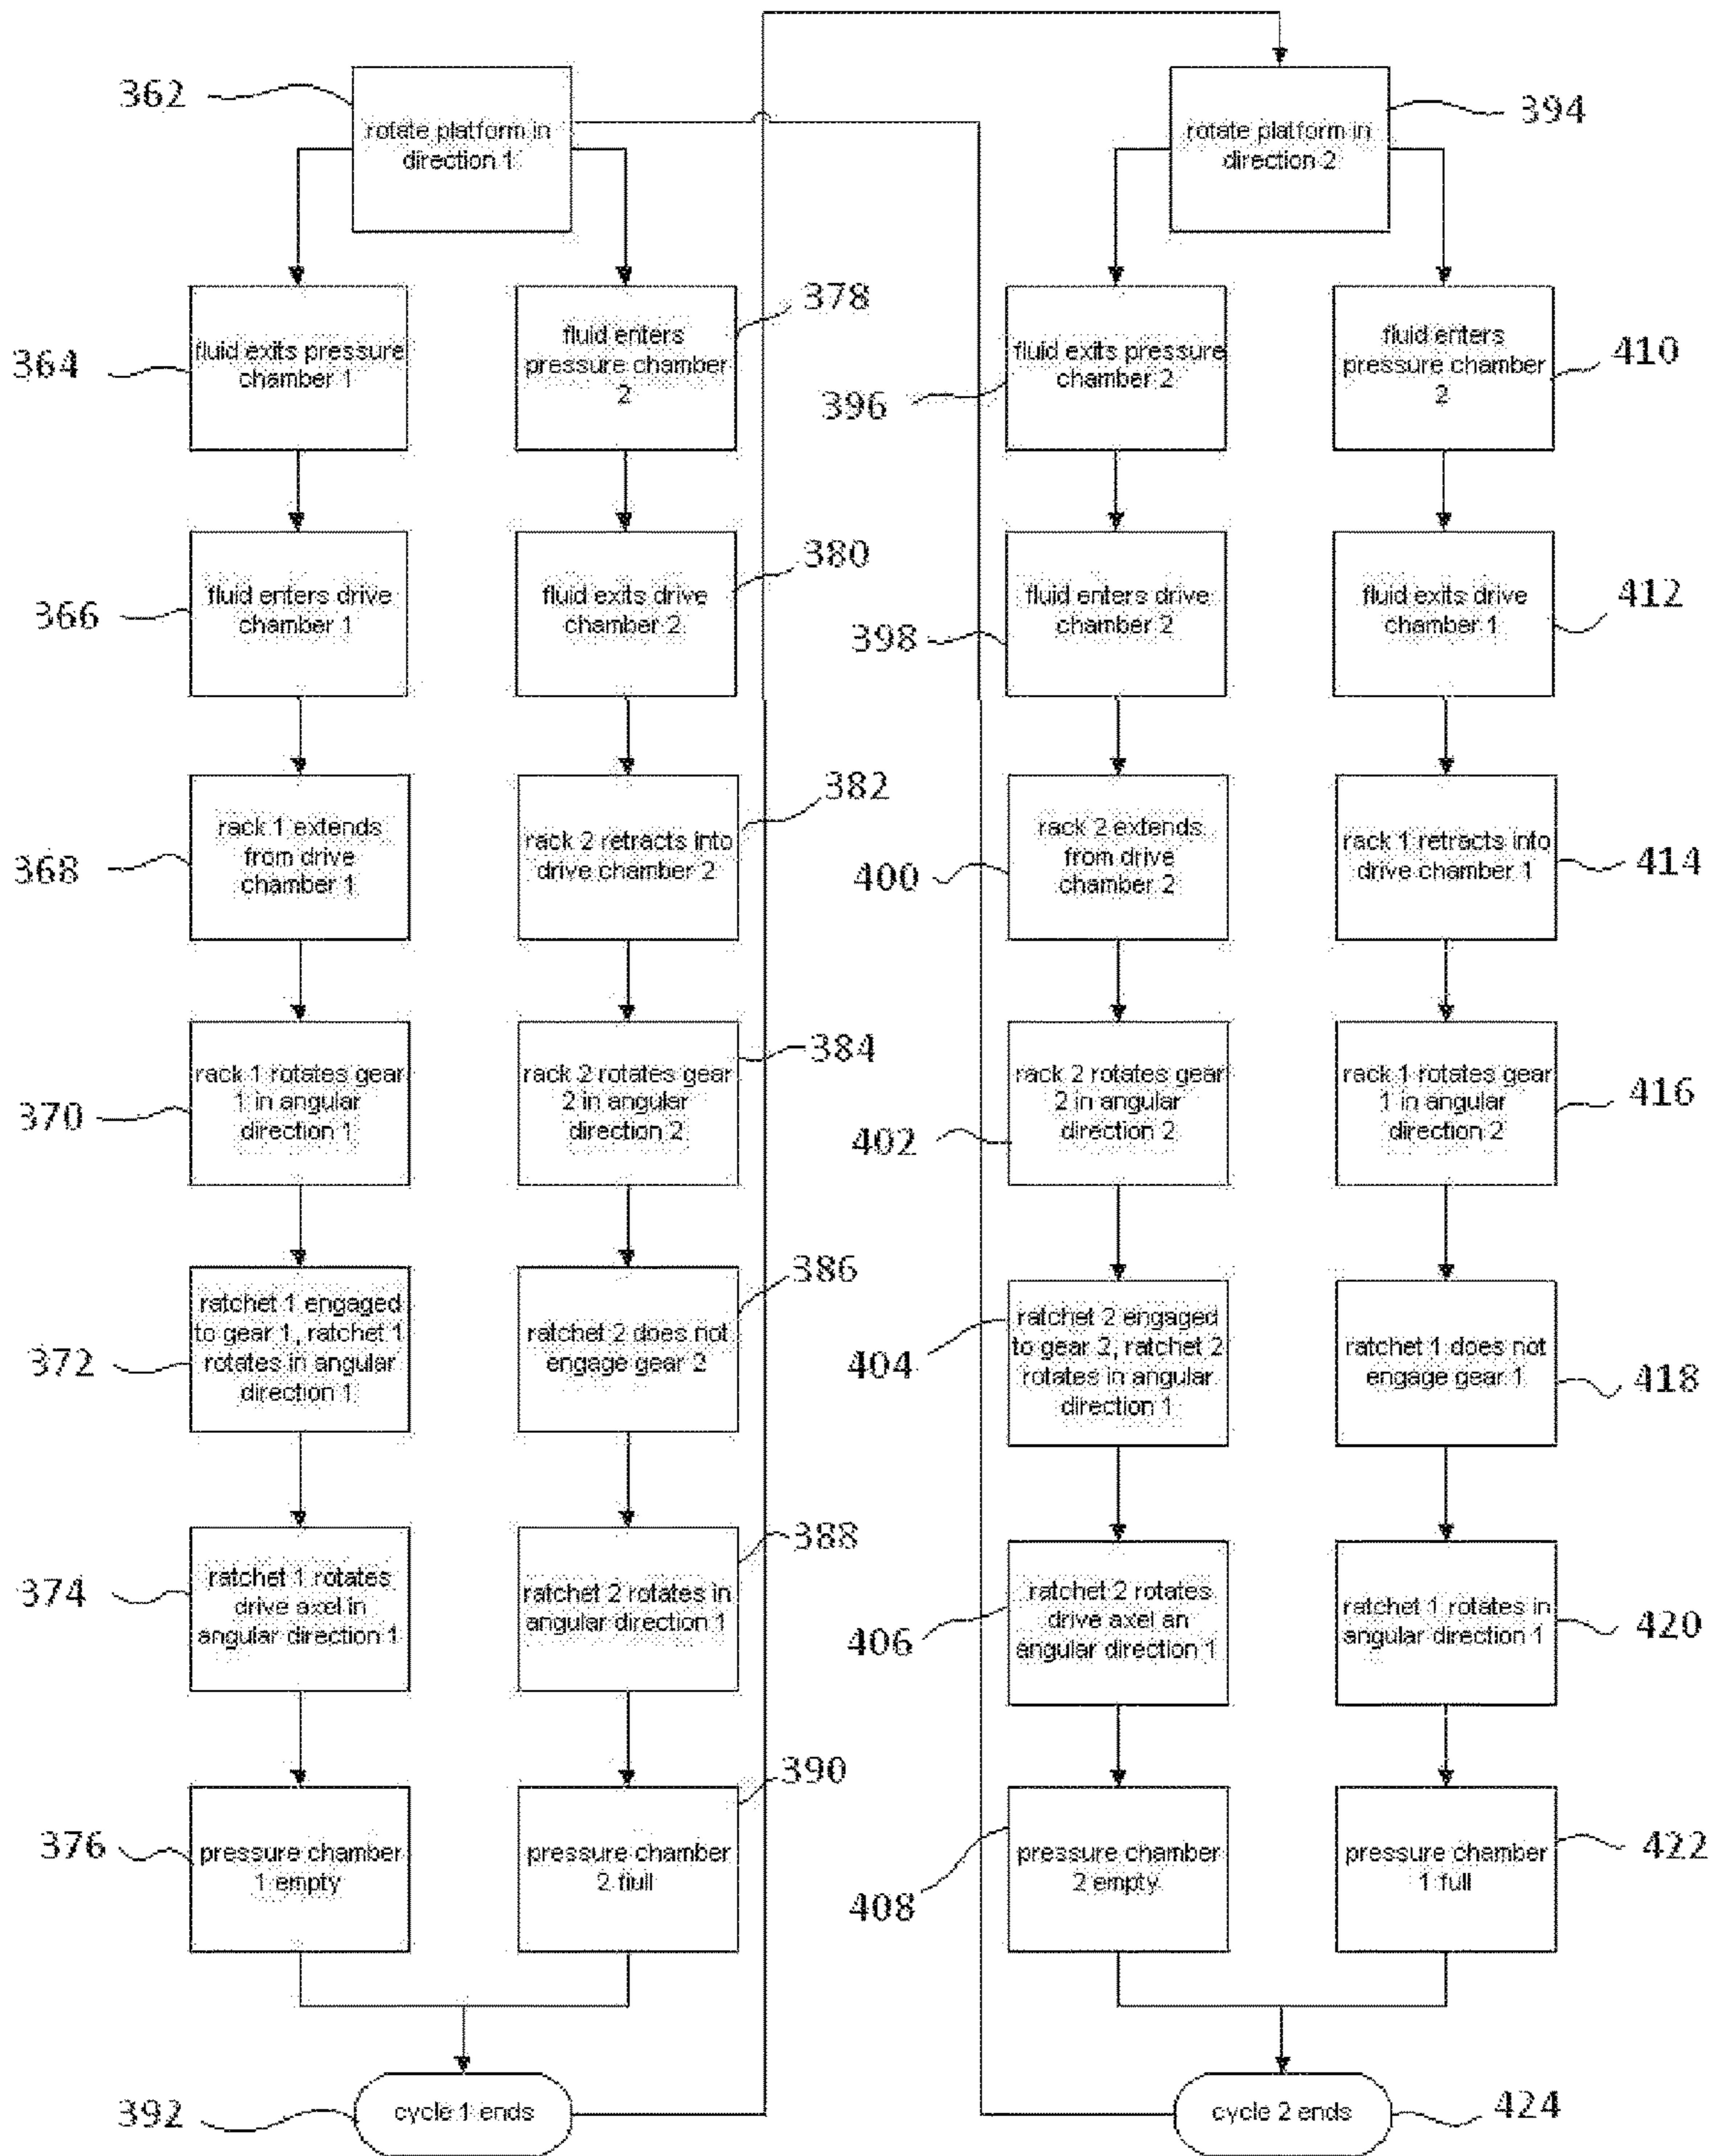 362
rotate platform in
direction 1
364
fluid exits pressure
chamber 1
366
fluid enters drive
chamber 1
368
rack 1 extends
from drive
chamber 1
370
rack 1 rotates gear
1 in angular
direction 1
372
ratchet 1 engaged
to gear 1, ratchet 1
rotates in angular
direction 1
374
ratchet 1 rotates
drive axel in
angular direction 1
376
pressure chamber
1 empty
378
fluid enters
pressure chamber
2
380
fluid exits drive
chamber 2
382
rack 2 retracts into
drive chamber 2
384
rack 2 rotates gear
2 in angular
direction 2
386
ratchet 2 does not
engage gear 2
388
ratchet 2 rotates in
angular direction 1
390
pressure chamber
2 fiull
392
cycle 1 ends
394
rotate platform in
direction 2
396
fluid exits pressure
chamber 2
398
fluid enters drive
chamber 2
400
rack 2 extends
from drive
chamber 2
402
rack 2 rotates gear
2 in angular
direction 2
404
ratchet 2 engaged
to gear 2, ratchet 2
rotates in angular
direction 1
406
ratchet 2 rotates
drive axel an
angular direction 1
408
pressure chamber
2 empty
410
fluid enters
pressure chamber
2
412
fluid exits drive
chamber 1
414
rack 1 retracts into
drive chamber 1
416
rack 1 rotates gear
1 in angular
direction 2
418
ratchet 1 does not
engage gear 1
420
ratchet 1 rotates in
angular direction 1
422
pressure chamber
1 full
424
cycle 2 ends